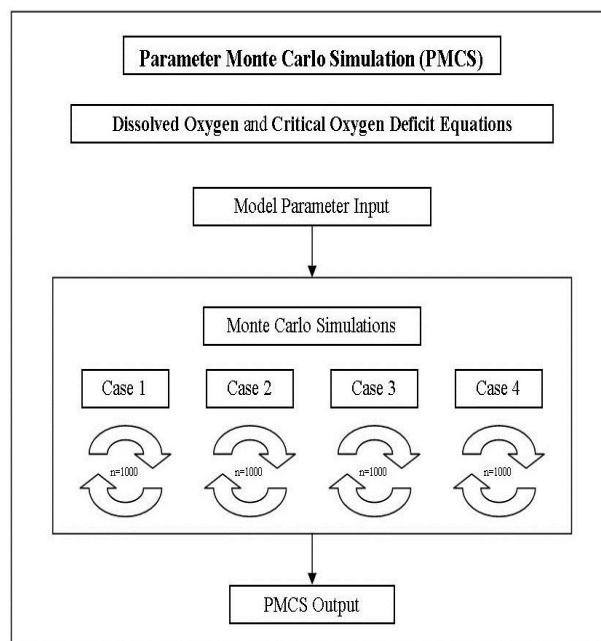 Parameter Monte Carlo Simulation (PMCS)
Dissolved Oxygen and Critical Oxygen Deficit Equations
Model Parameter Input
Monte Carlo Simulations
Case 1 Case 2 Case 3 Case 4
n=1000 n=1000 n=1000 n=1000
PMCS Output